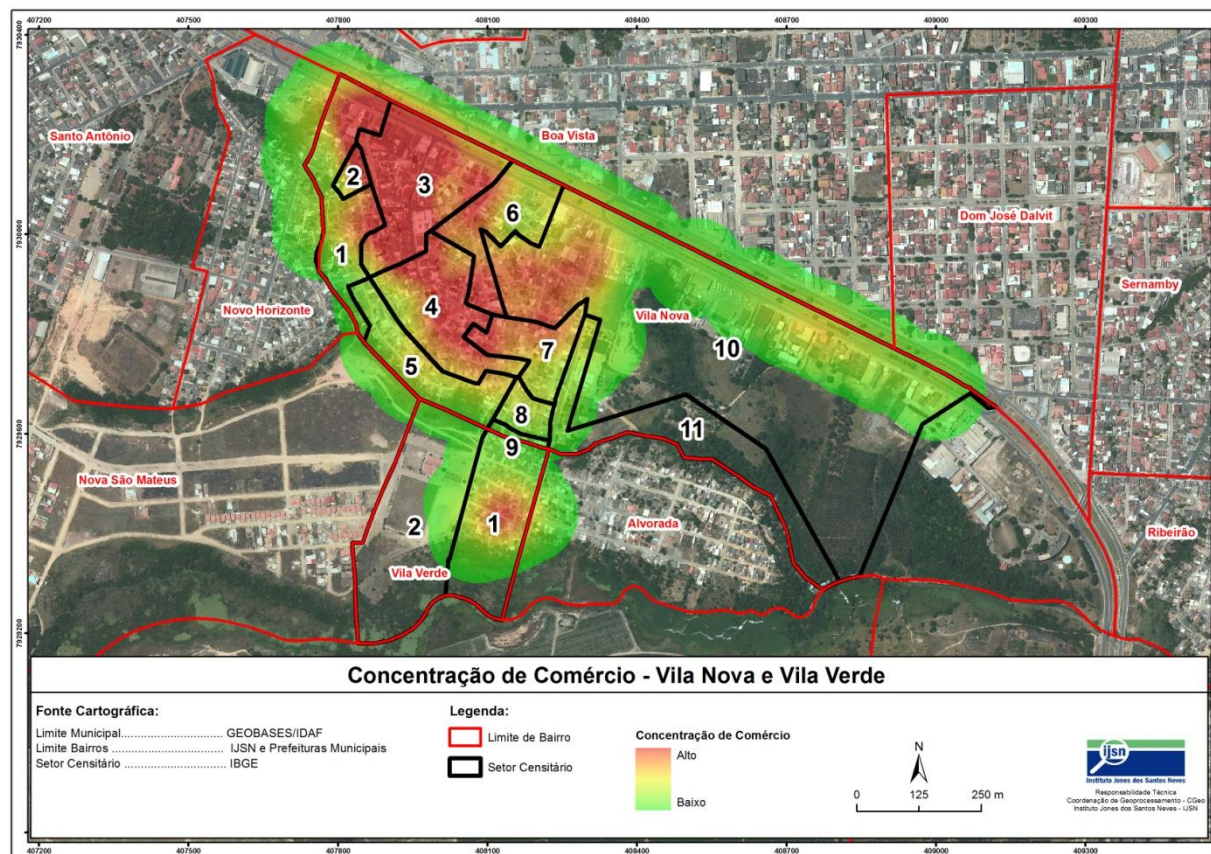 407200 407500 407800 408100 408400 408700 409000 409300
7930400
7930000
7929600
7929200
Santo Antônio
Boa Vista
Dom José Dalvit
Sernamby
2
3
6
1
Novo Horizonte
4
Vila Nova
10
5
7
8
9
11
Nova São Mateus
2
1
Alvorada
Ribeirão
Vila Verde
Concentração de Comércio - Vila Nova e Vila Verde
Fonte Cartográfica:
Limite Municipal............................... GEOBASES/IDAF
Limite Bairros .................................. IJSN e Prefeituras Municipais
Setor Censitário .............................. IBGE
Legenda:
Limite de Bairro
Setor Censitário
Concentração de Comércio
Alto
Baixo
N
0 125 250 m
ijsn
Instituto Jones dos Santos Neves
Responsabilidade Técnica
Coordenação de Geoprocessamento - CGeo
Instituto Jones dos Santos Neves - IJSN
407200 407500 407800 408100 408400 408700 409000 409300